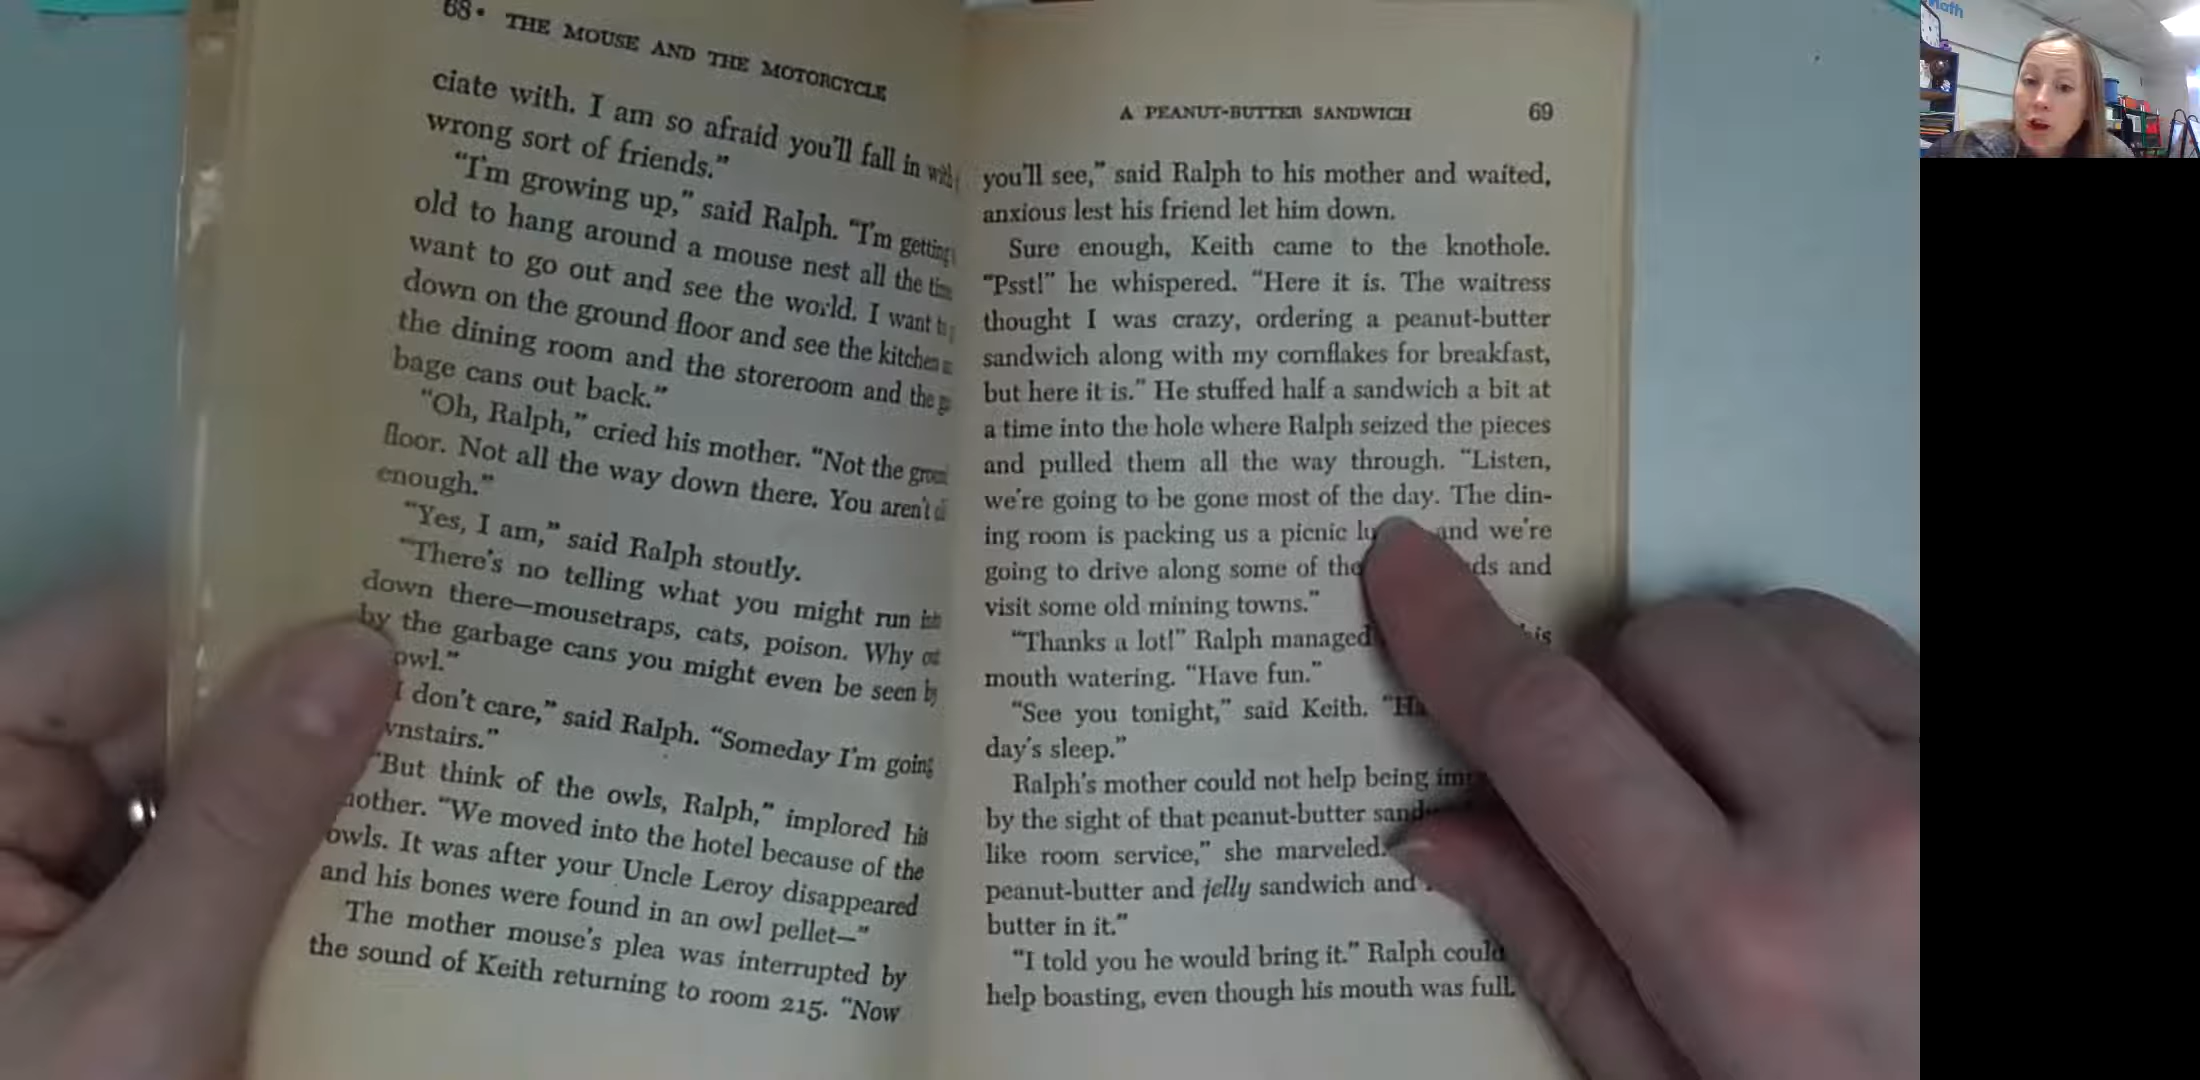 68 • THE MOUSE AND THE MOTORCYCLE
ciate with. I am so afraid you'll fall in with
wrong sort of friends.”
“I'm growing up,” said Ralph. “I'm getting
old to hang around a mouse nest all the time
want to go out and see the world. I want
down on the ground floor and see the kitchen
the dining room and the storeroom and the
bage cans out back.”
“Oh, Ralph,” cried his mother. “Not the
floor. Not all the way down there. You aren't
enough.”
“Yes, I am,” said Ralph stoutly.
“There's no telling what you might run
down there—mousetraps, cats, poison. Why
by the garbage cans you might even be seen by
owl.”
I don't care,” said Ralph. “Someday I'm going
wnstairs.”
“But think of the owls, Ralph,” implored his
mother. “We moved into the hotel because of the
owls. It was after your Uncle Leroy disappeared
and his bones were found in an owl pellet—”
The mother mouse's plea was interrupted by
the sound of Keith returning to room 215. “Now
A PEANUT-BUTTER SANDWICH 69
you'll see,” said Ralph to his mother and waited,
anxious lest his friend let him down.
Sure enough, Keith came to the knothole.
“Psst!” he whispered. “Here it is. The waitress
thought I was crazy, ordering a peanut-butter
sandwich along with my cornflakes for breakfast,
but here it is.” He stuffed half a sandwich a bit at
a time into the hole where Ralph seized the pieces
and pulled them all the way through. “Listen,
we're going to be gone most of the day. The din-
ing room is packing us a picnic lu and we're
going to drive along some of the ds and
visit some old mining towns.”
“Thanks a lot!” Ralph managed his
mouth watering. “Have fun.”
“See you tonight,” said Keith.
day's sleep.”
Ralph's mother could not help being im
by the sight of that peanut-butter sand
like room service,” she marveled.
peanut-butter and jelly sandwich and
butter in it.”
“I told you he would bring it.” Ralph could
help boasting, even though his mouth was full.
Math